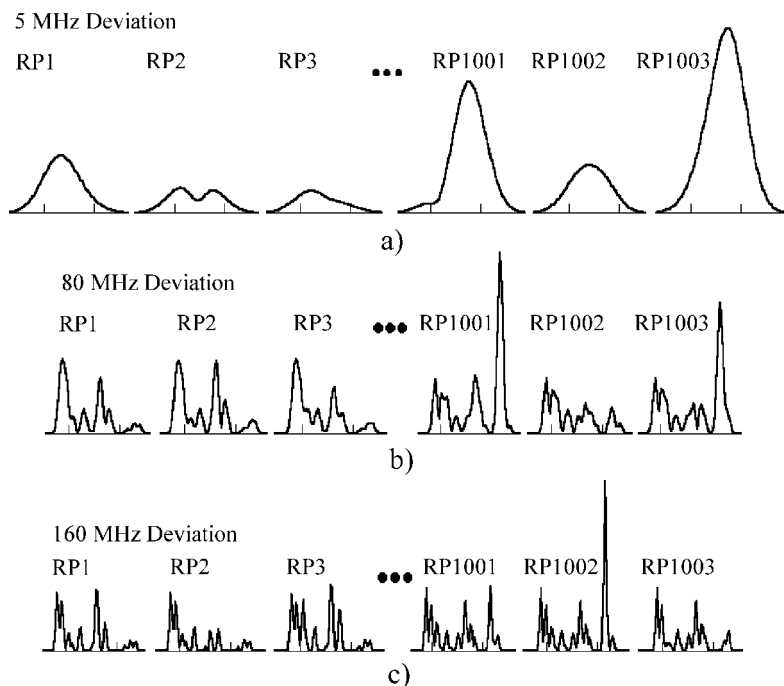 5 MHz Deviation
RP1 RP2 RP3 ... RP1001 RP1002 RP1003
a)
80 MHz Deviation
RP1 RP2 RP3 ... RP1001 RP1002 RP1003
b)
160 MHz Deviation
RP1 RP2 RP3 ... RP1001 RP1002 RP1003
c)